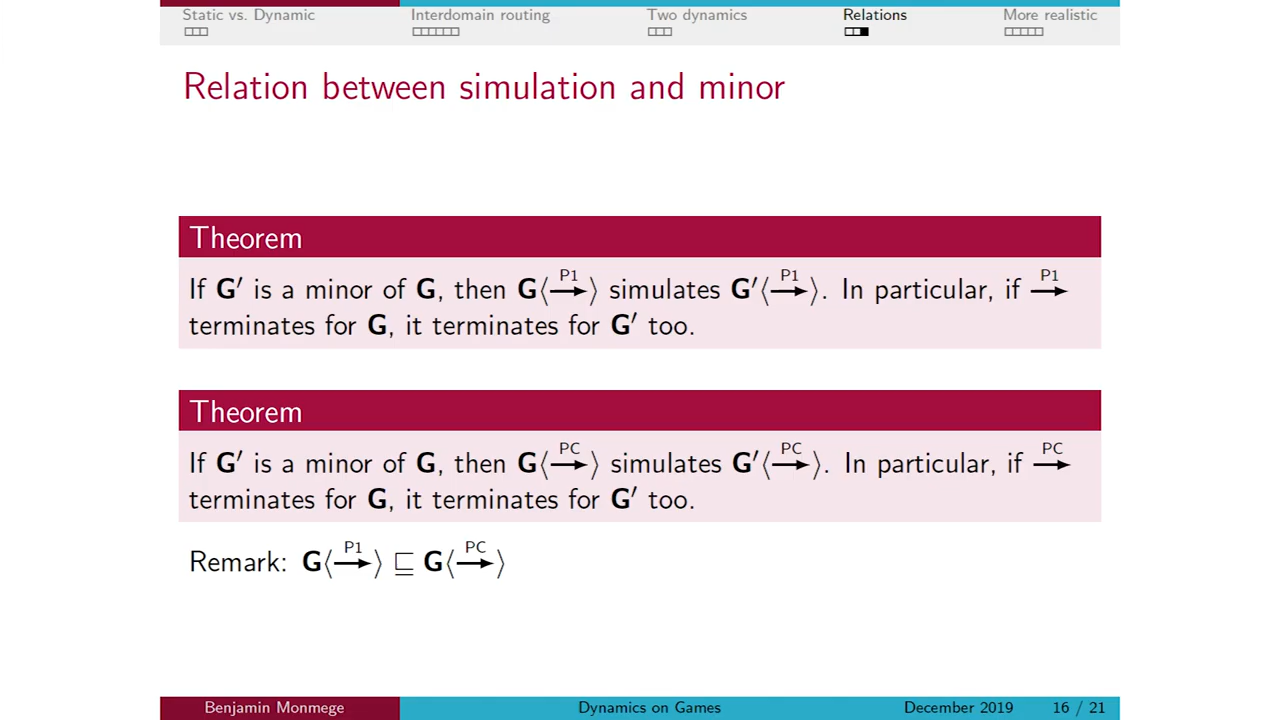 Static vs. Dynamic Interdomain routing Two dynamics Relations More realistic
Relation between simulation and minor
Theorem
If G′ is a minor of G, then G⟨—P1→⟩ simulates G′⟨—P1→⟩. In particular, if —P1→
terminates for G, it terminates for G′ too.
Theorem
If G′ is a minor of G, then G⟨—PC→⟩ simulates G′⟨—PC→⟩. In particular, if —PC→
terminates for G, it terminates for G′ too.
Remark: G⟨—P1→⟩ ⊑ G⟨—PC→⟩
Benjamin Monmege Dynamics on Games December 2019 16 / 21